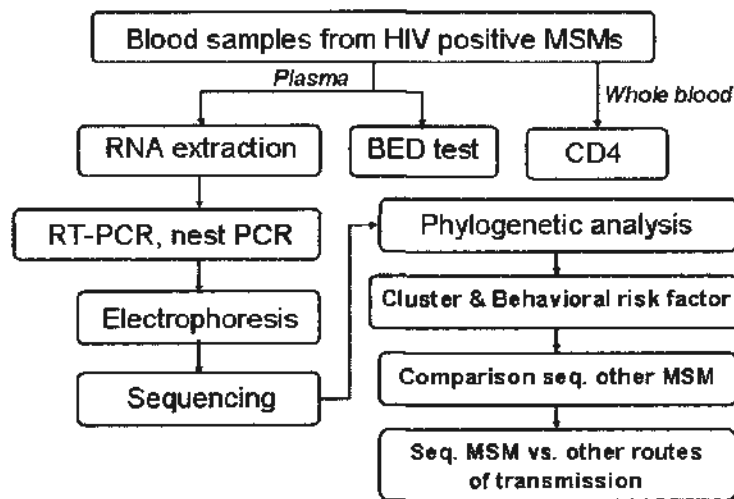 Blood samples from HIV positive MSMs
Plasma
Whole blood
RNA extraction
BED test
CD4
RT-PCR, nest PCR
Electrophoresis
Sequencing
Phylogenetic analysis
Cluster & Behavioral risk factor
Comparison seq. other MSM
Seq. MSM vs. other routes
of transmission